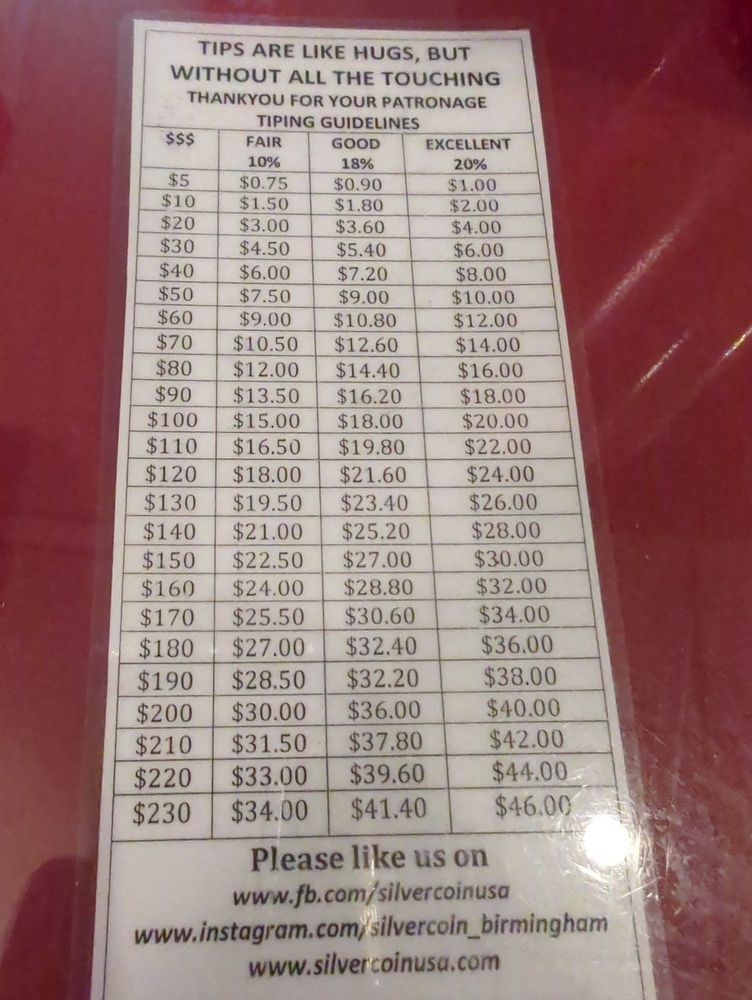 TIPS ARE LIKE HUGS, BUT
WITHOUT ALL THE TOUCHING
THANKYOU FOR YOUR PATRONAGE
TIPING GUIDELINES
$$$ FAIR GOOD EXCELLENT
10% 18% 20%
$5 $0.75 $0.90 $1.00
$10 $1.50 $1.80 $2.00
$20 $3.00 $3.60 $4.00
$30 $4.50 $5.40 $6.00
$40 $6.00 $7.20 $8.00
$50 $7.50 $9.00 $10.00
$60 $9.00 $10.80 $12.00
$70 $10.50 $12.60 $14.00
$80 $12.00 $14.40 $16.00
$90 $13.50 $16.20 $18.00
$100 $15.00 $18.00 $20.00
$110 $16.50 $19.80 $22.00
$120 $18.00 $21.60 $24.00
$130 $19.50 $23.40 $26.00
$140 $21.00 $25.20 $28.00
$150 $22.50 $27.00 $30.00
$160 $24.00 $28.80 $32.00
$170 $25.50 $30.60 $34.00
$180 $27.00 $32.40 $36.00
$190 $28.50 $32.20 $38.00
$200 $30.00 $36.00 $40.00
$210 $31.50 $37.80 $42.00
$220 $33.00 $39.60 $44.00
$230 $34.00 $41.40 $46.00
Please like us on
www.fb.com/silvercoinusa
www.instagram.com/silvercoin_birmingham
www.silvercoinusa.com